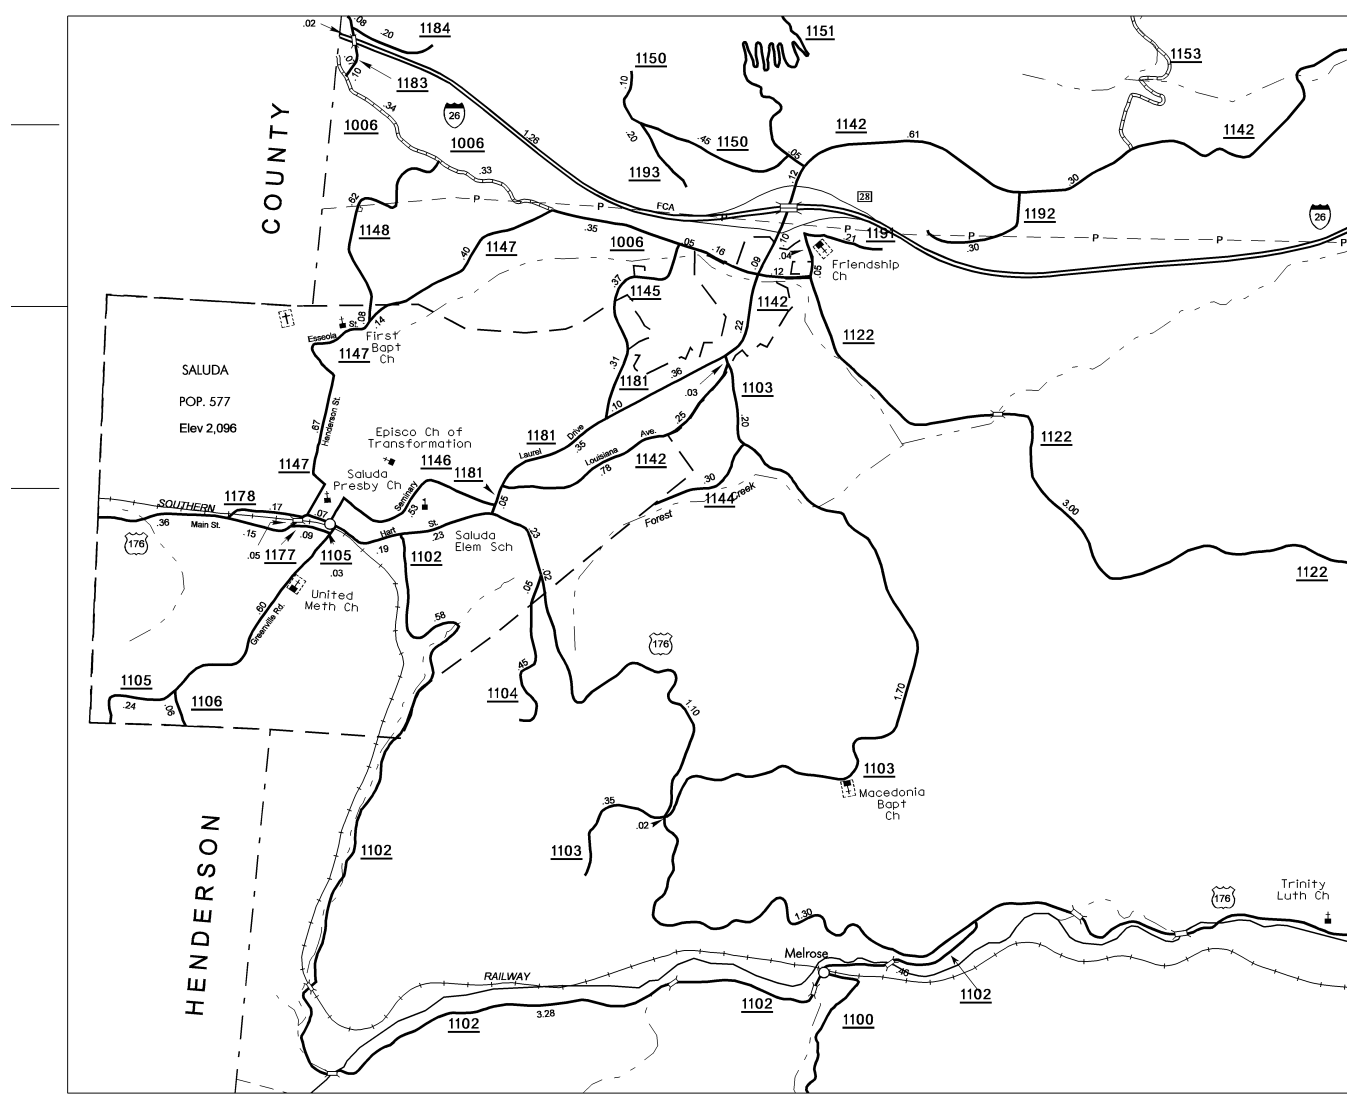 .02
.08
.20
1184
1151
.07
.10
1183
1150
.10
1153
.34
26
1006
1006
1.26
.20
.45
1150
1142
.61
1142
COUNTY
.33
1193
.05
.12
.30
.62
P
P
FCA
P
28
1192
26
1148
.35
1006
.05
.16
.10
P
.21
1191
P
.30
P
P
P
1147
.40
.09
.04
.05
Friendship
Ch
.12
.37
1145
1142
.08
.14
.22
Esseola St.
First
Bapt
Ch
1147
1122
SALUDA
POP. 577
Elev 2,096
.31
1181
.36
.03
1103
.67
Henderson St.
.10
.25
.20
Episco Ch of
Transformation
1181
Laurel Drive
.35
Louisiana Ave.
.78
1142
1122
1147
Saluda
Presby Ch
1146
1181
.30
1144
Forest Creek
SOUTHERN
1178
.17
.07
Seminary
.53
.05
3.00
.36
Main St.
.15
.09
Hart St.
.23
Saluda
Elem Sch
.23
176
.05
1177
1105
.03
.19
1102
.02
.05
1122
United
Meth Ch
.60
Greenville Rd.
.58
176
1105
.24
.06
1106
.45
1104
1.10
1.70
1103
Macedonia
Bapt
Ch
.35
.02
1103
HENDERSON
1102
Trinity
Luth Ch
176
1.30
Melrose
RAILWAY
.46
1102
1102
3.28
1102
1100